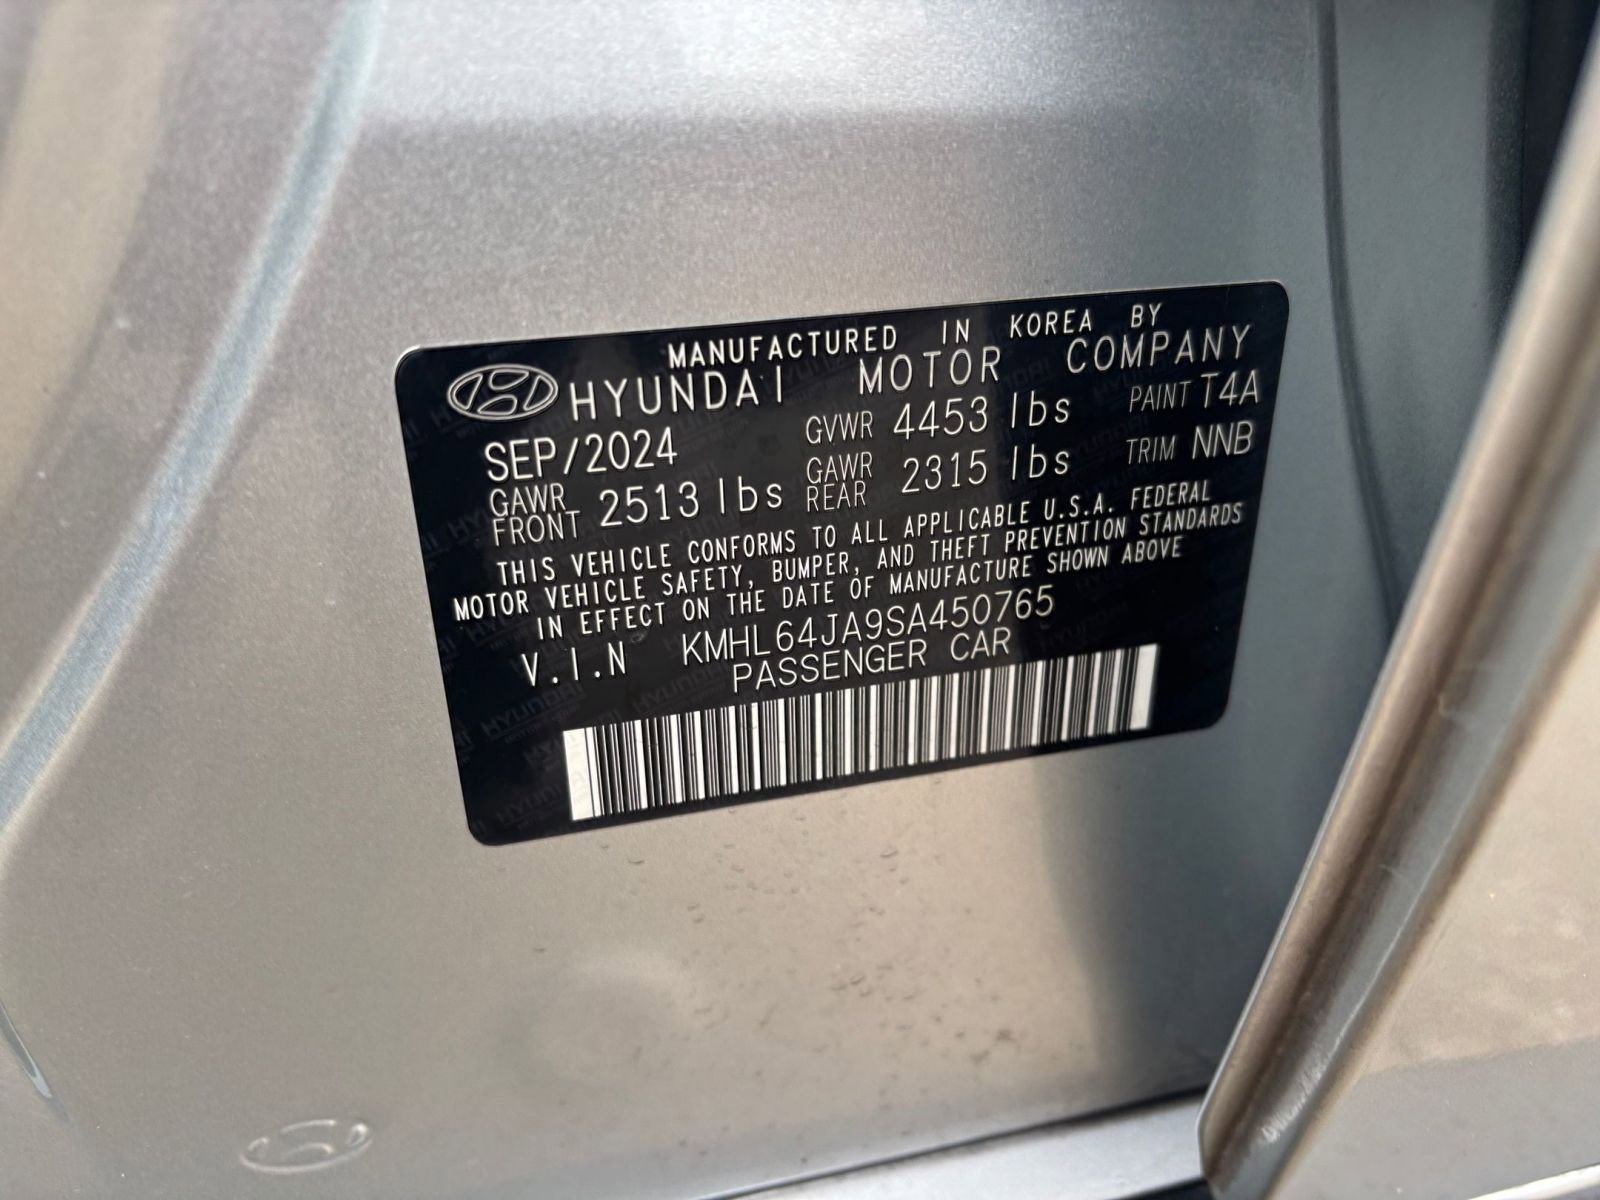 MANUFACTURED IN KOREA BY
HYUNDAI MOTOR COMPANY
SEP/2024 GVWR 4453 lbs PAINT T4A
GAWR FRONT 2513 lbs GAWR REAR 2315 lbs TRIM NNB
THIS VEHICLE CONFORMS TO ALL APPLICABLE U.S.A. FEDERAL
MOTOR VEHICLE SAFETY, BUMPER, AND THEFT PREVENTION STANDARDS
IN EFFECT ON THE DATE OF MANUFACTURE SHOWN ABOVE
V.I.N KMHL64JA9SA450765
PASSENGER CAR